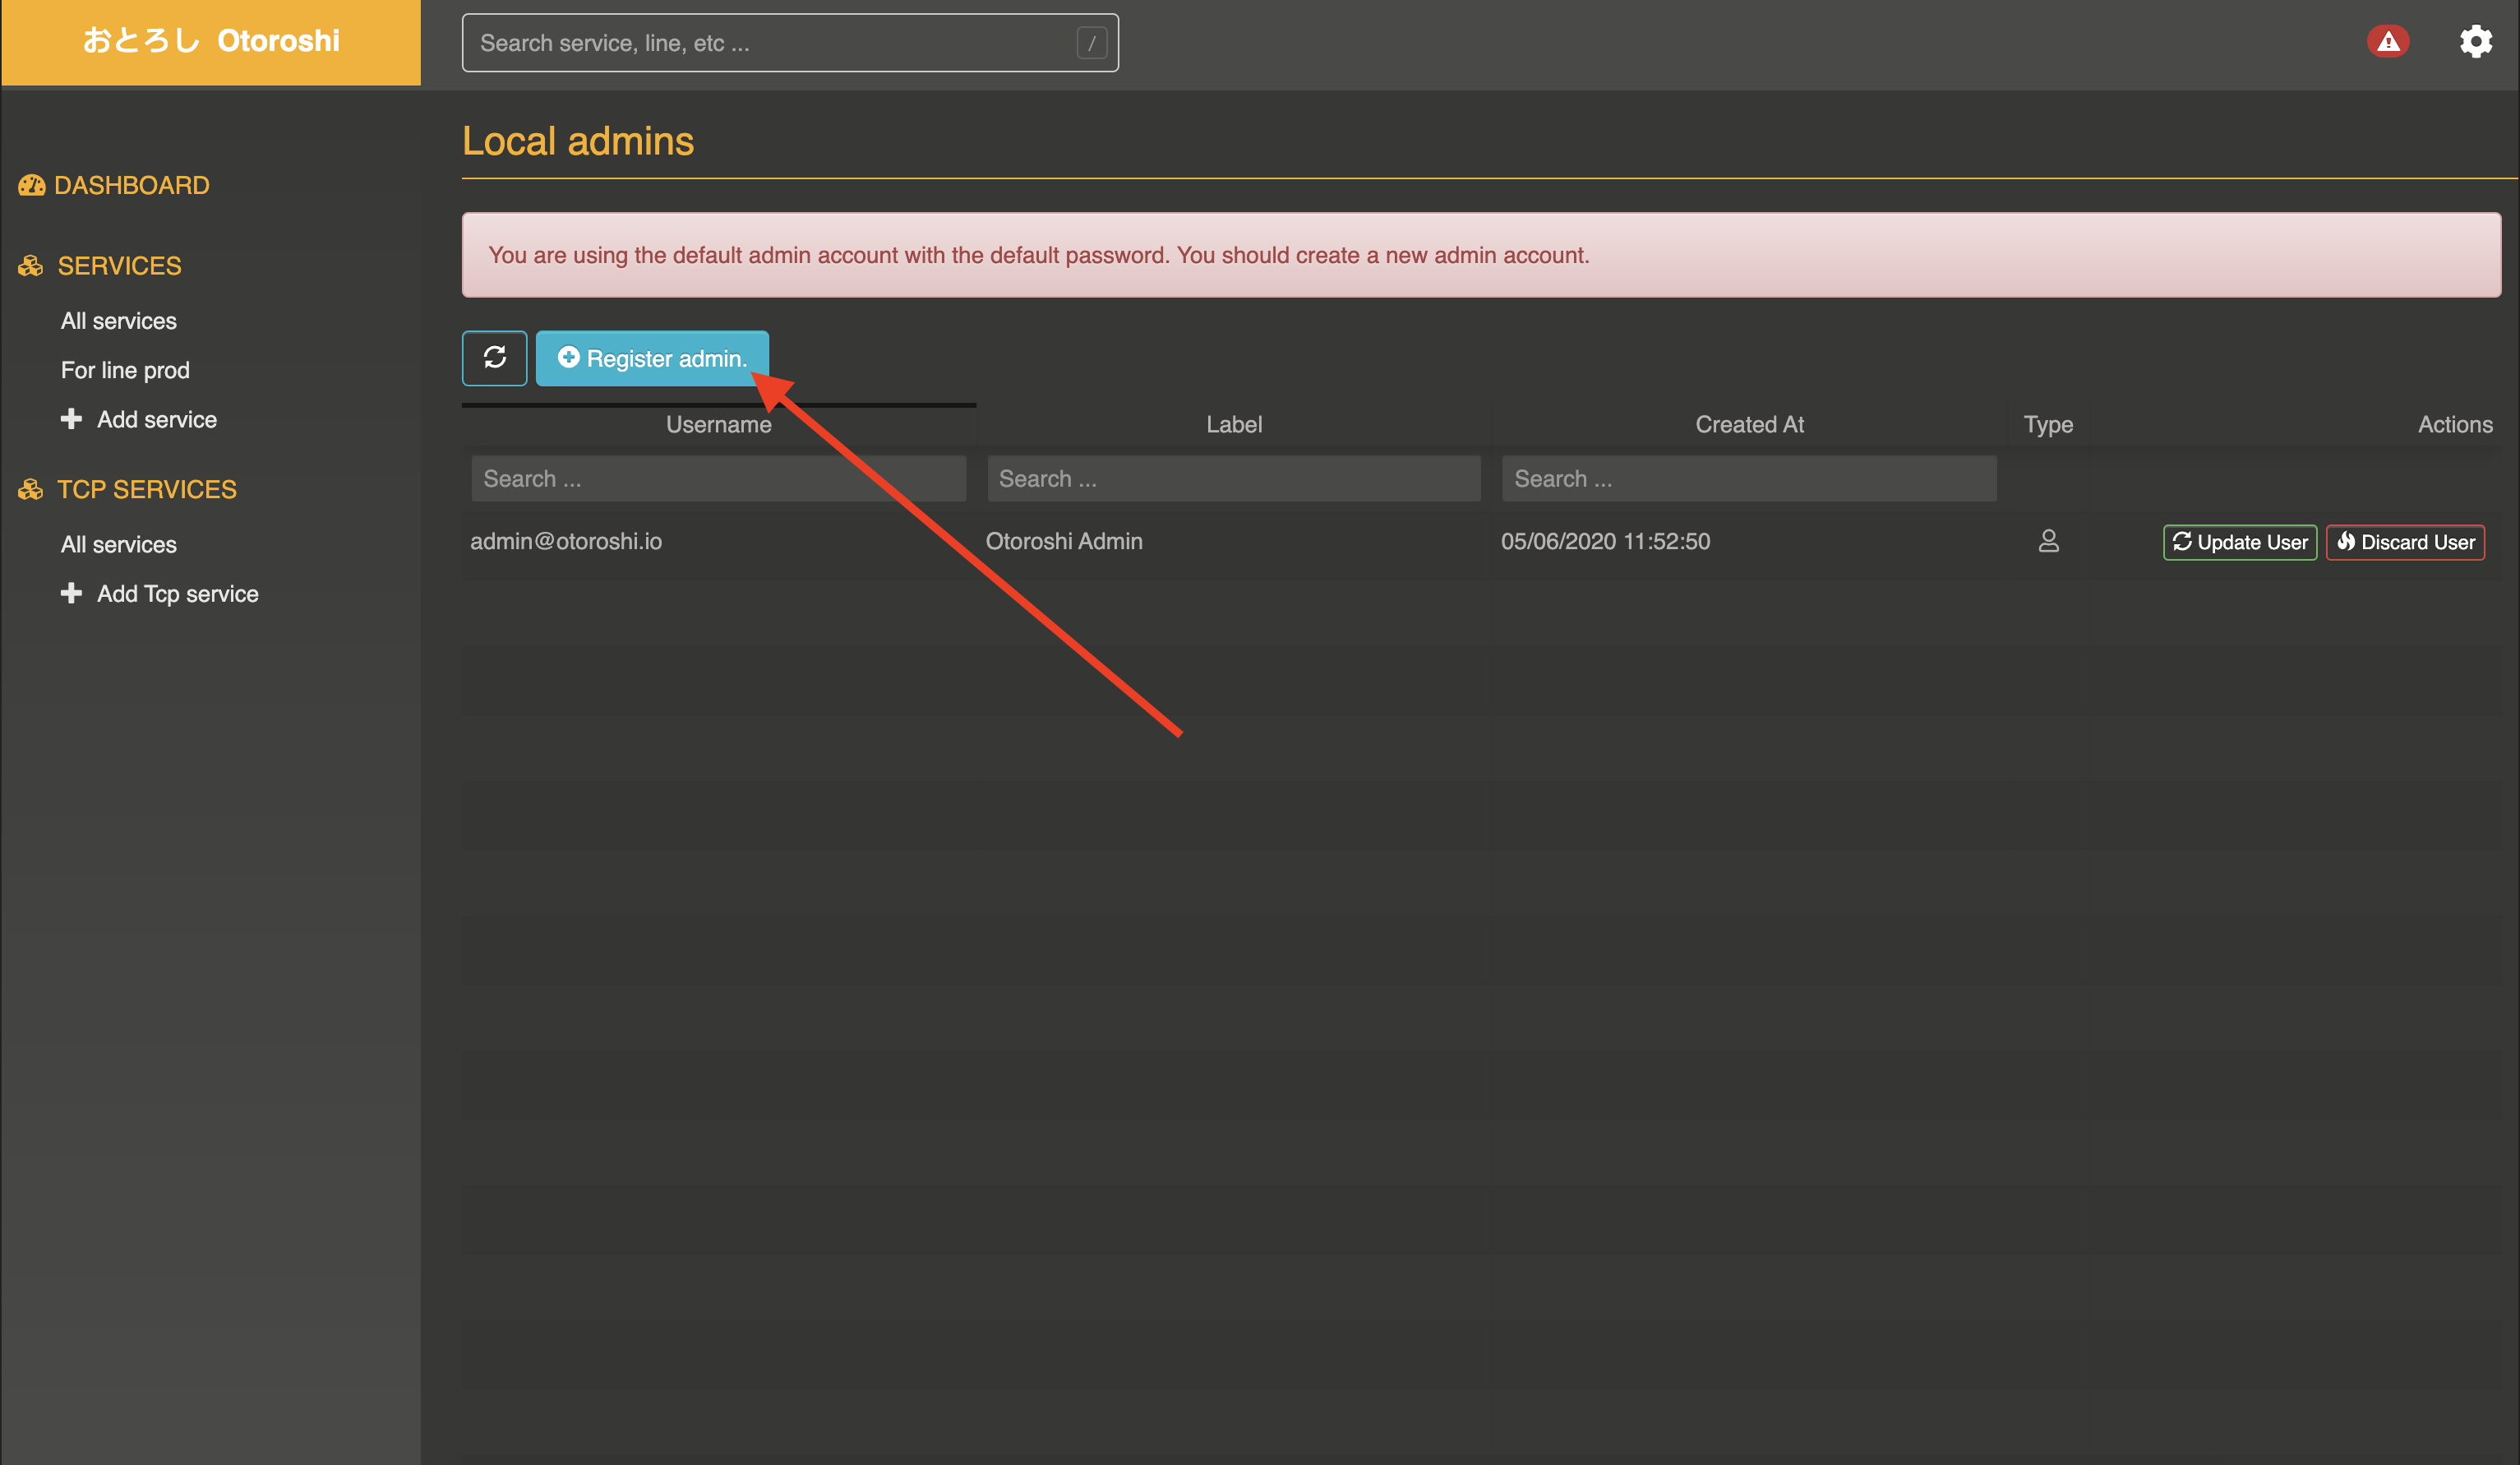 おとろし Otoroshi
Search service, line, etc ... /
DASHBOARD
SERVICES
All services
For line prod
Add service
TCP SERVICES
All services
Add Tcp service
Local admins
You are using the default admin account with the default password. You should create a new admin account.
Register admin.
Username Label Created At Type Actions
Search ... Search ... Search ...
admin@otoroshi.io Otoroshi Admin 05/06/2020 11:52:50 Update User Discard User